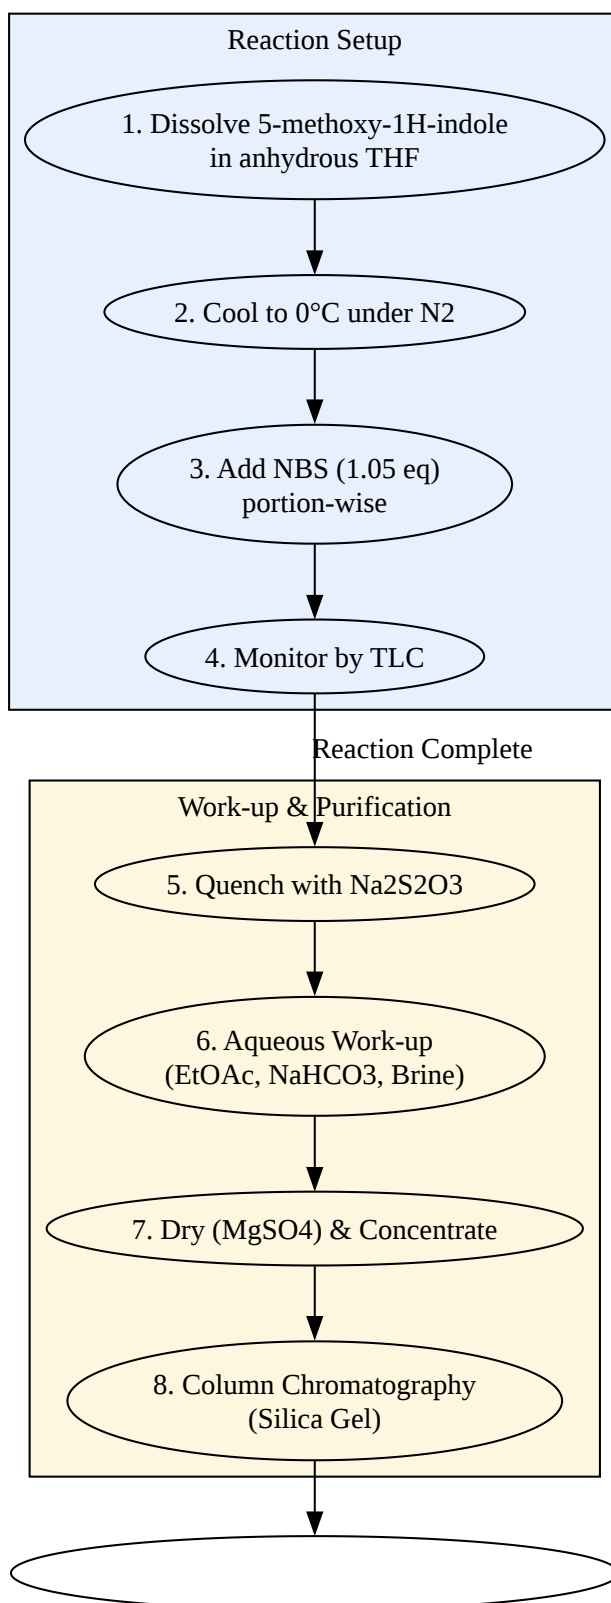 Reaction Setup
1. Dissolve 5-methoxy-1H-indole
in anhydrous THF
2. Cool to 0°C under N2
3. Add NBS (1.05 eq)
portion-wise
4. Monitor by TLC
Reaction Complete
Work-up & Purification
5. Quench with Na2S2O3
6. Aqueous Work-up
(EtOAc, NaHCO3, Brine)
7. Dry (MgSO4) & Concentrate
8. Column Chromatography
(Silica Gel)